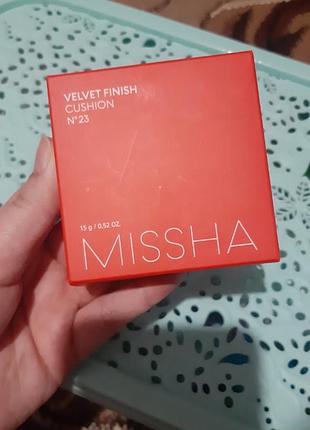 VELVET FINISH
CUSHION
N°23
15 g / 0.52 OZ.
MISSHA